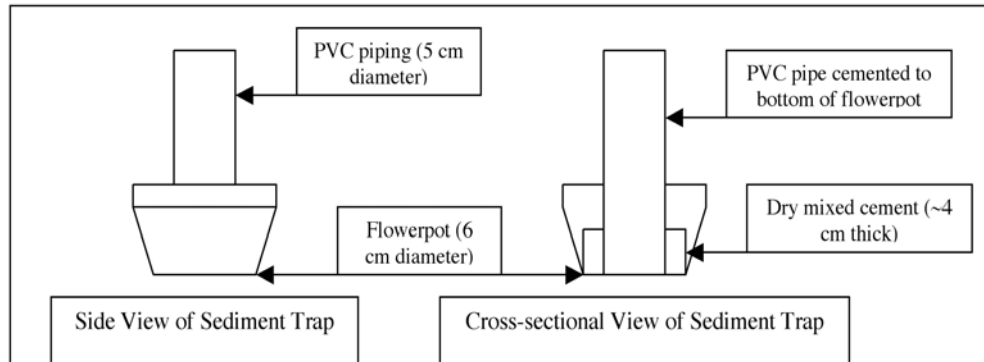 PVC piping (5 cm
diameter)
PVC pipe cemented to
bottom of flowerpot
Flowerpot (6
cm diameter)
Dry mixed cement (~4
cm thick)
Side View of Sediment Trap
Cross-sectional View of Sediment Trap